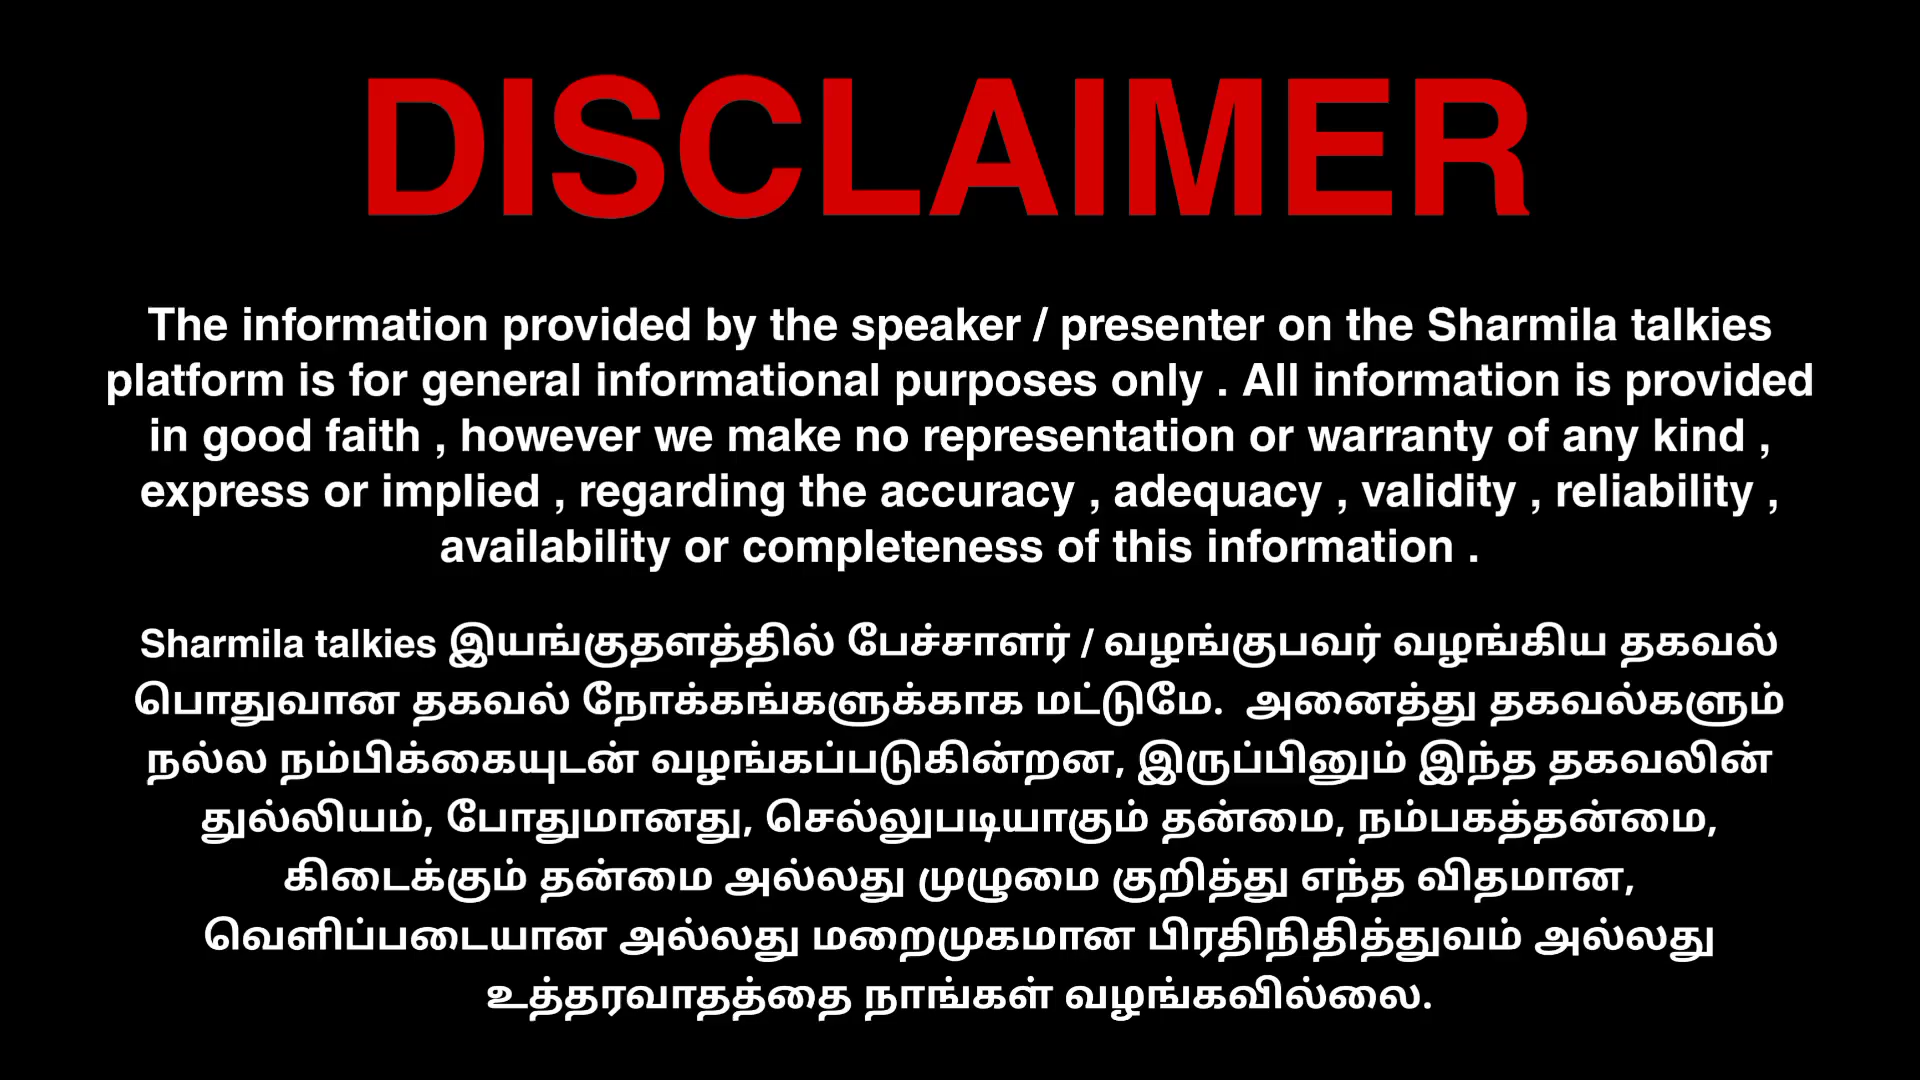 DISCLAIMER
The information provided by the speaker / presenter on the Sharmila talkies
platform is for general informational purposes only . All information is provided
in good faith , however we make no representation or warranty of any kind ,
express or implied , regarding the accuracy , adequacy , validity , reliability ,
availability or completeness of this information .
Sharmila talkies இயங்குதளத்தில் பேச்சாளர் / வழங்குபவர் வழங்கிய தகவல்
பொதுவான தகவல் நோக்கங்களுக்காக மட்டுமே.  அனைத்து தகவல்களும்
நல்ல நம்பிக்கையுடன் வழங்கப்படுகின்றன, இருப்பினும் இந்த தகவலின்
துல்லியம், போதுமானது, செல்லுபடியாகும் தன்மை, நம்பகத்தன்மை,
கிடைக்கும் தன்மை அல்லது முழுமை குறித்து எந்த விதமான,
வெளிப்படையான அல்லது மறைமுகமான பிரதிநிதித்துவம் அல்லது
உத்தரவாதத்தை நாங்கள் வழங்கவில்லை.